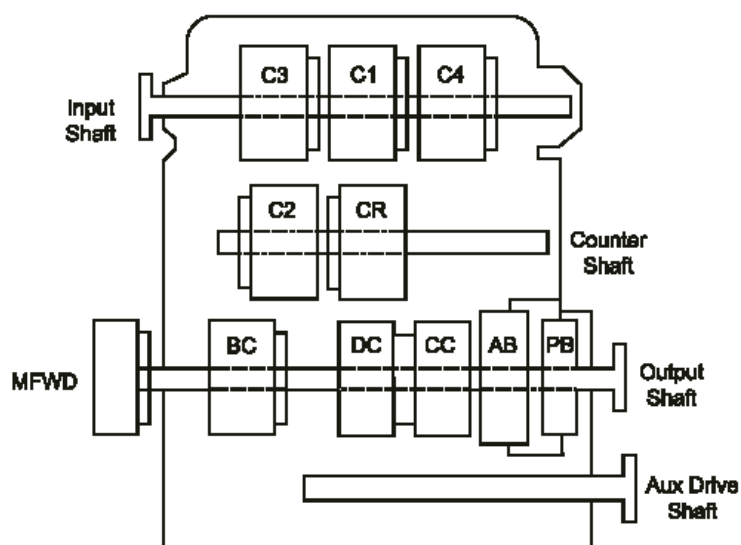 C3
C1
C4
Input
Shaft
C2
CR
Counter
Shaft
BC
DC
CC
AB
PB
MFWD
Output
Shaft
Aux Drive
Shaft